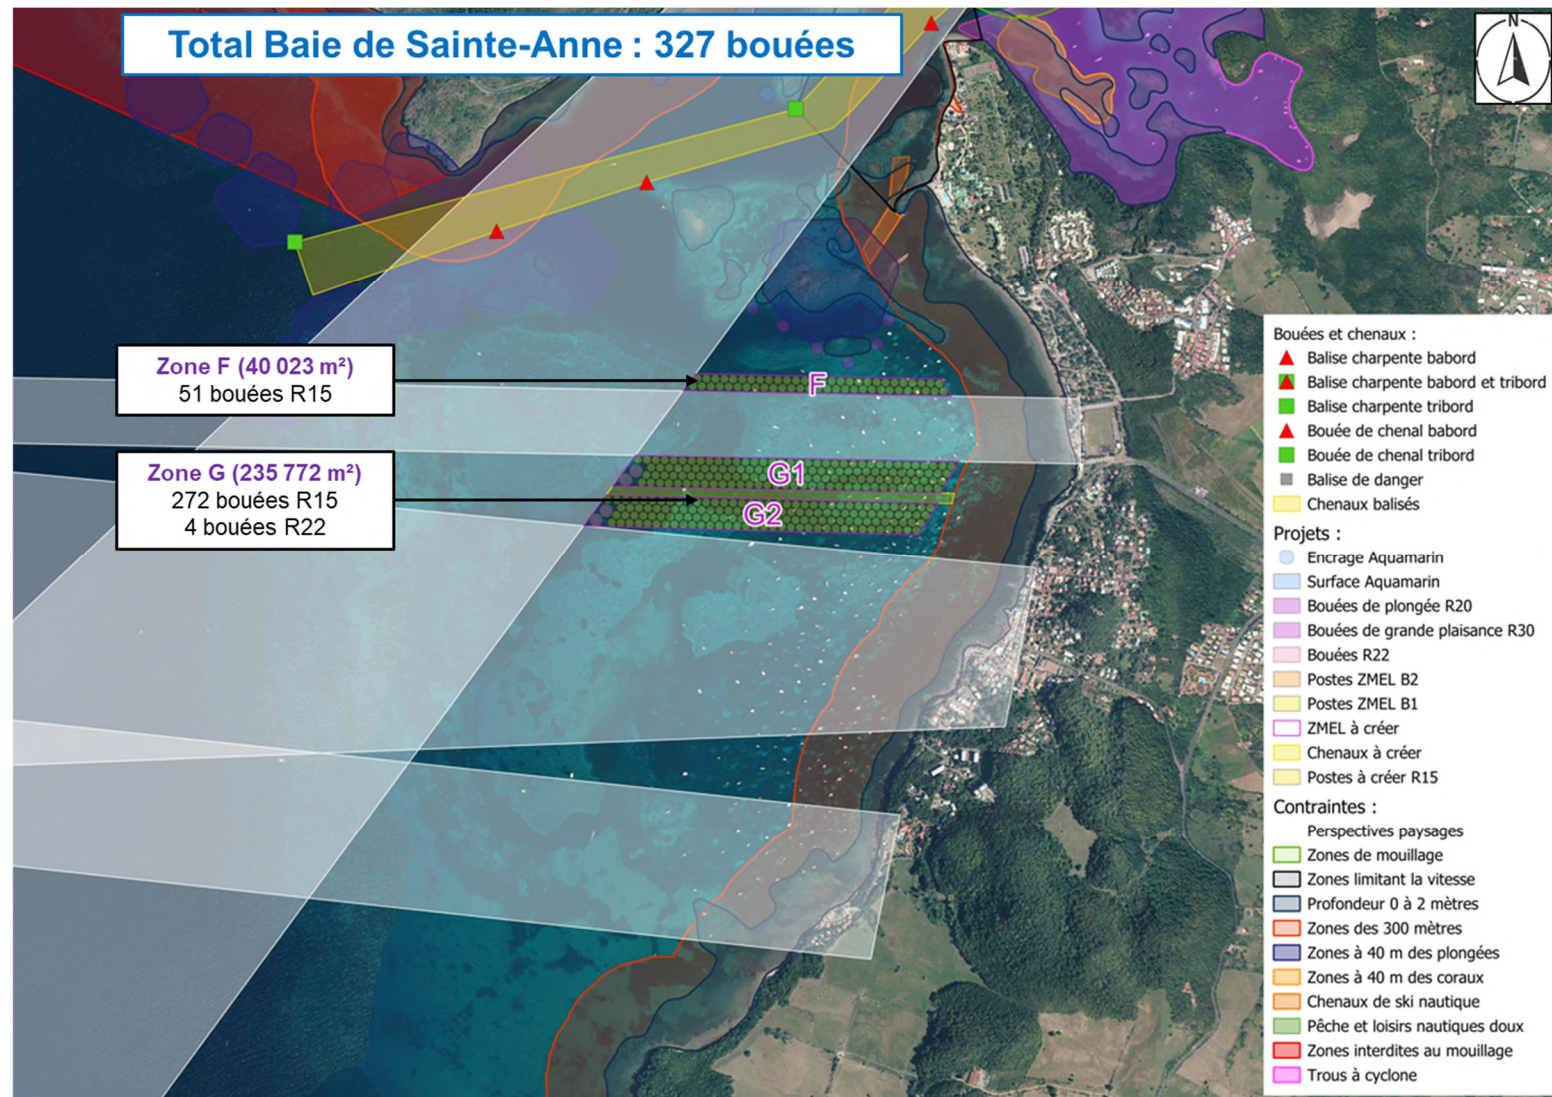 Total Baie de Sainte-Anne : 327 bouées
N
Zone F (40 023 m²)
51 bouées R15
F
Zone G (235 772 m²)
272 bouées R15
4 bouées R22
G1
G2
Bouées et chenaux :
Balise charpente babord
Balise charpente babord et tribord
Balise charpente tribord
Bouée de chenal babord
Bouée de chenal tribord
Balise de danger
Chenaux balisés
Projets :
Encrage Aquamarin
Surface Aquamarin
Bouées de plongée R20
Bouées de grande plaisance R30
Bouées R22
Postes ZMEL B2
Postes ZMEL B1
ZMEL à créer
Chenaux à créer
Postes à créer R15
Contraintes :
Perspectives paysages
Zones de mouillage
Zones limitant la vitesse
Profondeur 0 à 2 mètres
Zones des 300 mètres
Zones à 40 m des plongées
Zones à 40 m des coraux
Chenaux de ski nautique
Pêche et loisirs nautiques doux
Zones interdites au mouillage
Trous à cyclone